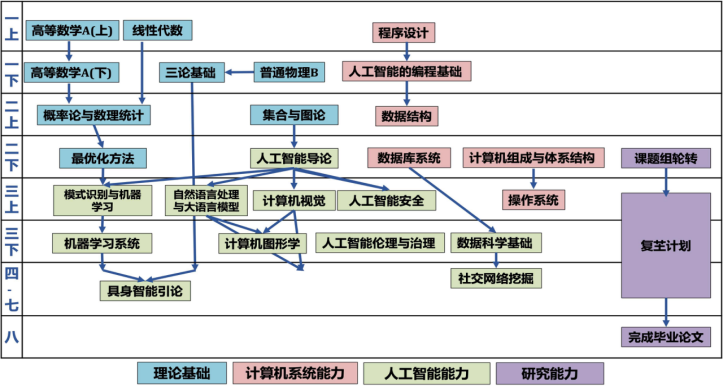 一上
高等数学A(上)
线性代数
程序设计
一下
高等数学A(下)
三论基础
普通物理B
人工智能的编程基础
二上
概率论与数理统计
集合与图论
数据结构
二下
最优化方法
人工智能导论
数据库系统
计算机组成与体系结构
课题组轮转
三上
模式识别与机器
学习
自然语言处理
与大语言模型
计算机视觉
人工智能安全
操作系统
三下
机器学习系统
计算机图形学
人工智能伦理与治理
数据科学基础
复芏计划
四-七
具身智能引论
社交网络挖掘
八
完成毕业论文
理论基础
计算机系统能力
人工智能能力
研究能力